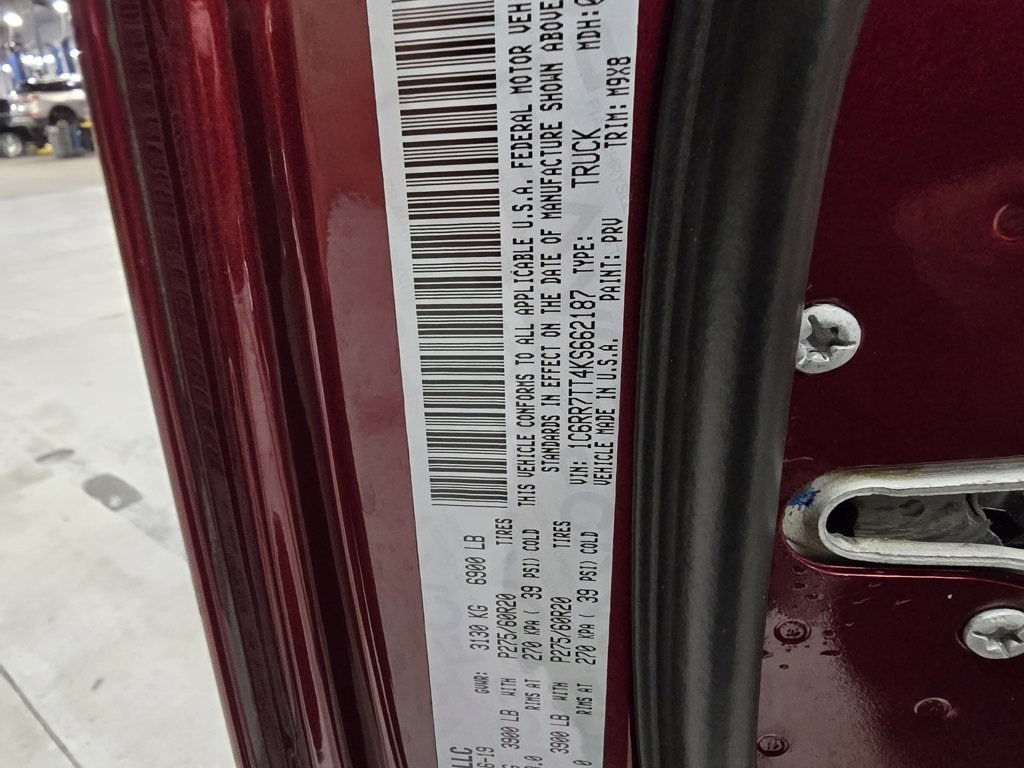 LLC
6-19 GVWR: 3130 KG 6900 LB
3900 LB WITH P275/60R20 TIRES
RIMS AT 270 KPA ( 39 PSI) COLD
3900 LB WITH P275/60R20 TIRES
RIMS AT 270 KPA ( 39 PSI) COLD
THIS VEHICLE CONFORMS TO ALL APPLICABLE U.S.A. FEDERAL MOTOR VEH
STANDARDS IN EFFECT ON THE DATE OF MANUFACTURE SHOWN ABOVE
VIN: 1C6RR7TT4KS662187 TYPE: TRUCK
VEHICLE MADE IN U.S.A. PAINT: PRV TRIM: M9X8 MDH: